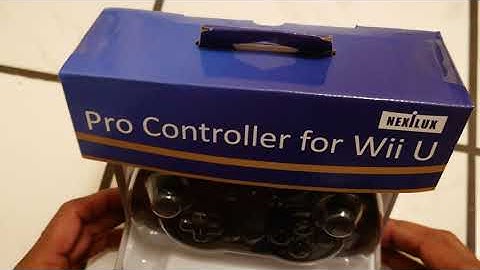 NEXiLUX
Pro Controller for Wii U